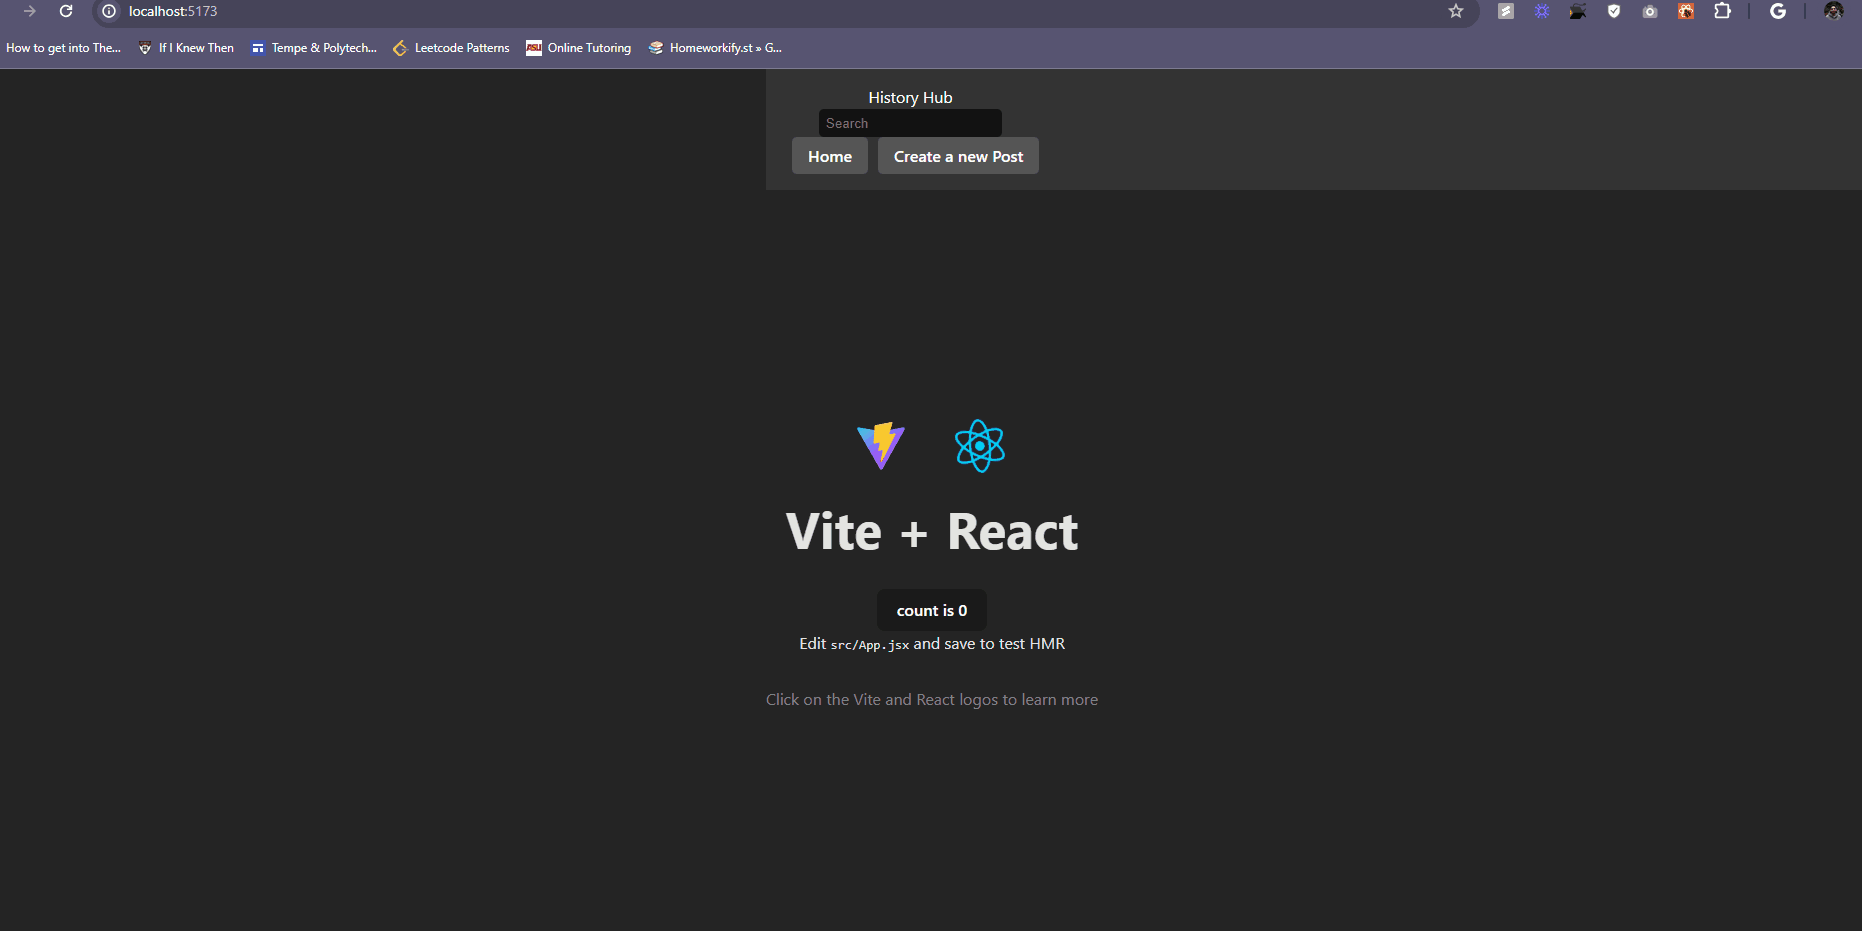 localhost:5173
How to get into The... If I Knew Then Tempe & Polytech... Leetcode Patterns ASU Online Tutoring Homeworkify.st » G...
History Hub
Search
Home Create a new Post
Vite + React
count is 0
Edit src/App.jsx and save to test HMR
Click on the Vite and React logos to learn more